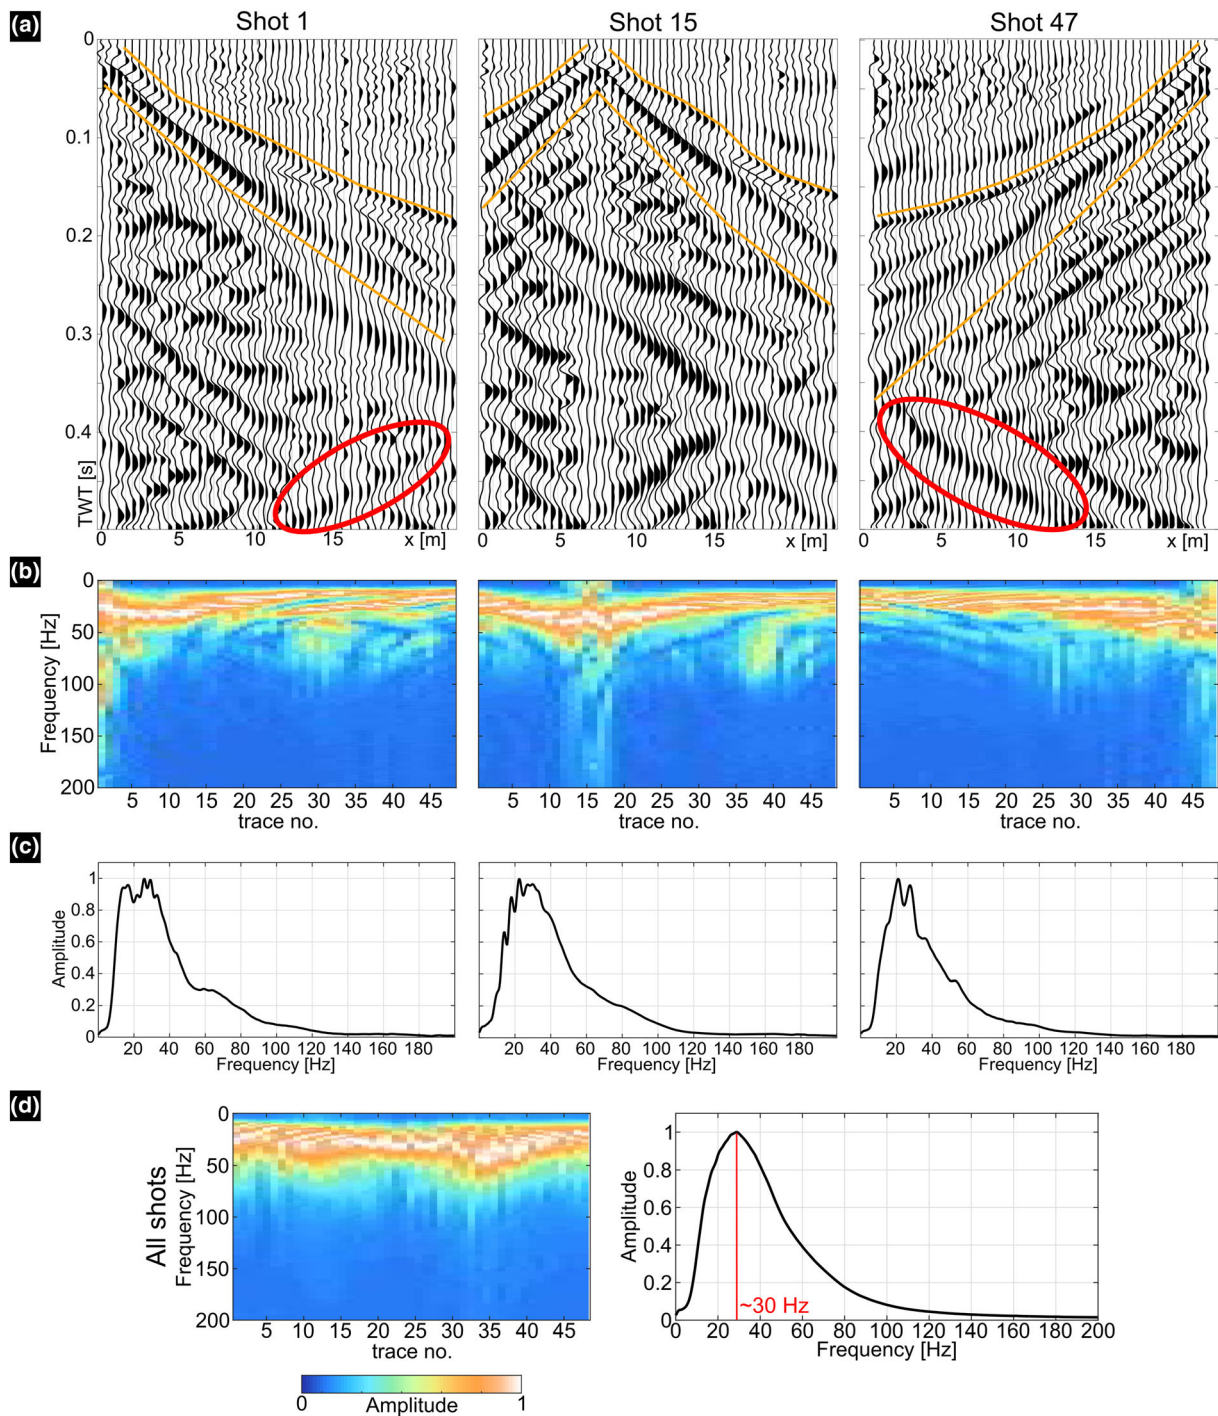 (a)
Shot 1 Shot 15 Shot 47
0
0.1
0.2
0.3
0.4
TWT [s]
0 5 10 x [m] 0 5 10 15 x [m] 0 5 10 15 x [m]
(b)
0
50
100
150
200
Frequency [Hz]
5 10 15 20 25 30 35 40 45 5 10 15 20 25 30 35 40 45 5 10 15 20 25 30 35 40 45
trace no. trace no. trace no.
(c)
1
0.8
0.6
0.4
0.2
0
Amplitude
20 40 60 80 100 120 140 160 180 20 40 60 80 100 120 140 160 180 20 40 60 80 100 120 140 160 180
Frequency [Hz] Frequency [Hz] Frequency [Hz]
(d)
All shots
0
50
100
150
200
Frequency [Hz]
5 10 15 20 25 30 35 40 45
trace no.
0 Amplitude 1
1
0.8
0.6
0.4
0.2
0
Amplitude
~30 Hz
0 20 40 60 80 100 120 140 160 180 200
Frequency [Hz]